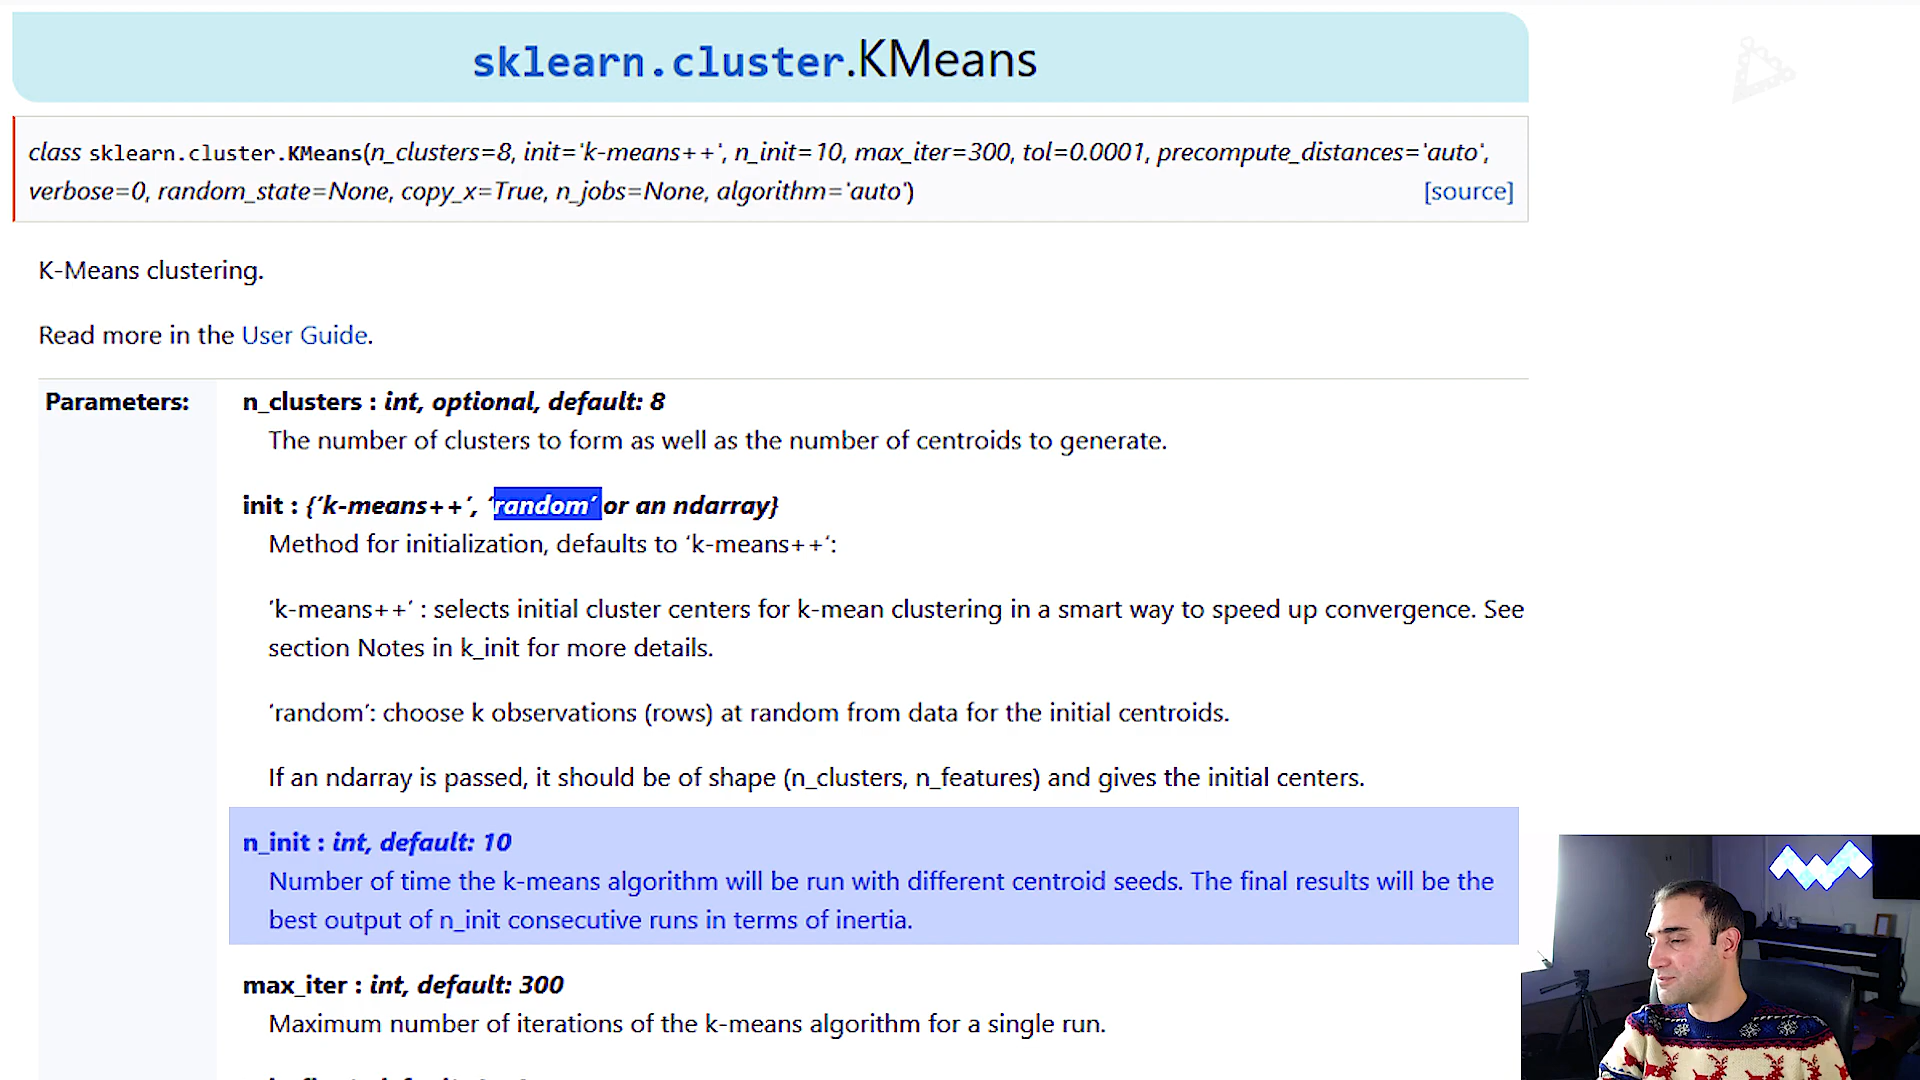 sklearn.cluster.KMeans
class sklearn.cluster.KMeans(n_clusters=8, init='k-means++', n_init=10, max_iter=300, tol=0.0001, precompute_distances='auto',
verbose=0, random_state=None, copy_x=True, n_jobs=None, algorithm='auto') [source]
K-Means clustering.
Read more in the User Guide.
Parameters:
n_clusters : int, optional, default: 8
The number of clusters to form as well as the number of centroids to generate.
init : {'k-means++', 'random' or an ndarray}
Method for initialization, defaults to 'k-means++':
'k-means++' : selects initial cluster centers for k-mean clustering in a smart way to speed up convergence. See
section Notes in k_init for more details.
'random': choose k observations (rows) at random from data for the initial centroids.
If an ndarray is passed, it should be of shape (n_clusters, n_features) and gives the initial centers.
n_init : int, default: 10
Number of time the k-means algorithm will be run with different centroid seeds. The final results will be the
best output of n_init consecutive runs in terms of inertia.
max_iter : int, default: 300
Maximum number of iterations of the k-means algorithm for a single run.